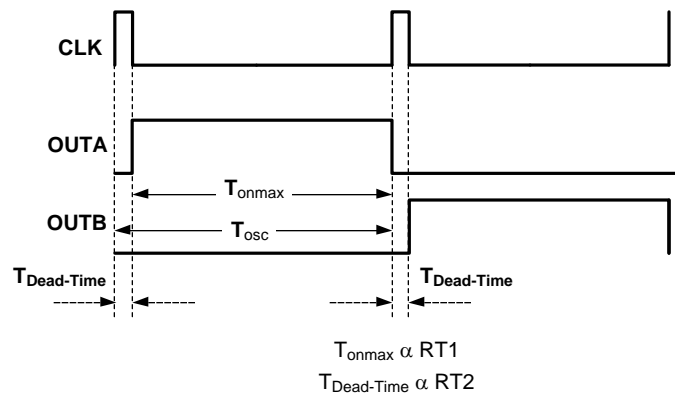 CLK
OUTA
Tonmax
OUTB
Tosc
TDead-Time
TDead-Time
Tonmax α RT1
TDead-Time α RT2